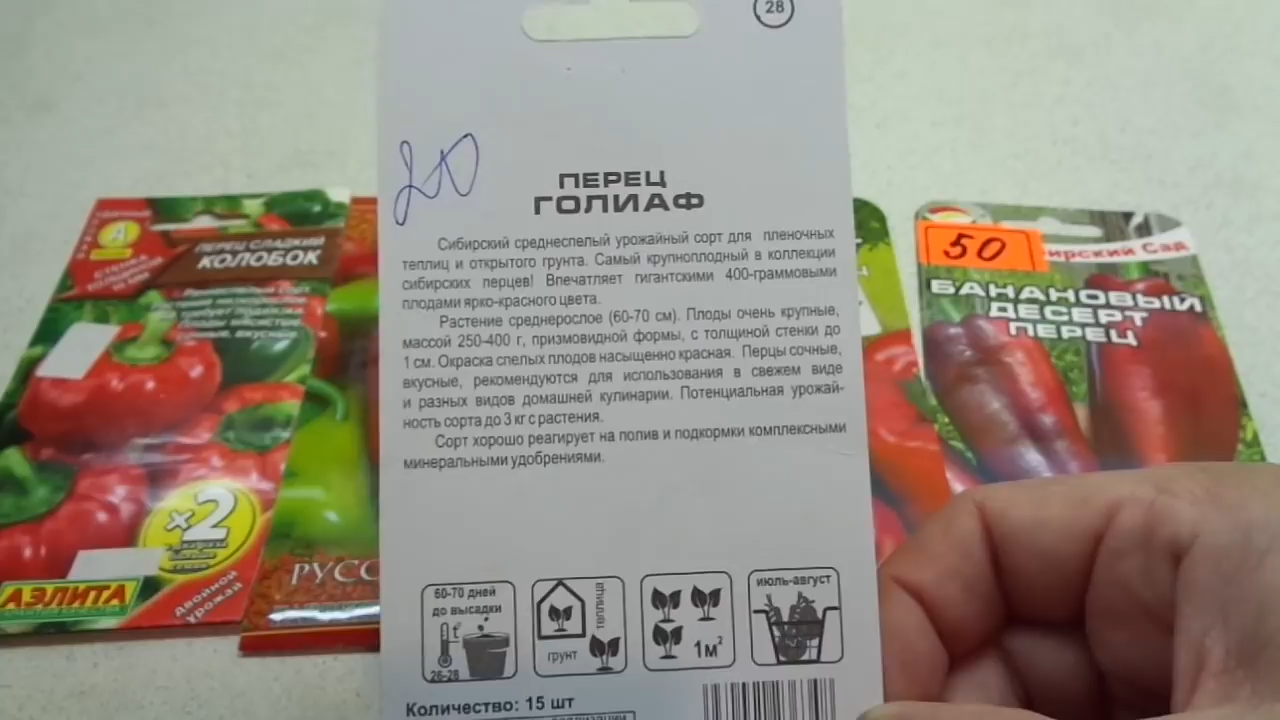 28
20
ПЕРЕЦ
ГОЛИАФ
Сибирский среднеспелый урожайный сорт для пленочных
теплиц и открытого грунта. Самый крупноплодный в коллекции
сибирских перцев! Впечатляет гигантскими 400-граммовыми
плодами ярко-красного цвета.
Растение среднерослое (60-70 см). Плоды очень крупные,
массой 250-400 г, призмовидной формы, с толщиной стенки до
1 см. Окраска спелых плодов насыщенно красная. Перцы сочные,
вкусные, рекомендуются для использования в свежем виде
и разных видов домашней кулинарии. Потенциальная урожай-
ность сорта до 3 кг с растения.
Сорт хорошо реагирует на полив и подкормки комплексными
минеральными удобрениями.
60-70 дней
до высадки
t°
26-28
теплица
грунт
1м²
июль-август
Количество: 15 шт
ПЕРЕЦ СЛАДКИЙ
КОЛОБОК
×2
двойной
урожай
АЭЛИТА
РУСС
50
бирский Сад
БАНАНОВЫЙ
ДЕСЕРТ
ПЕРЕЦ